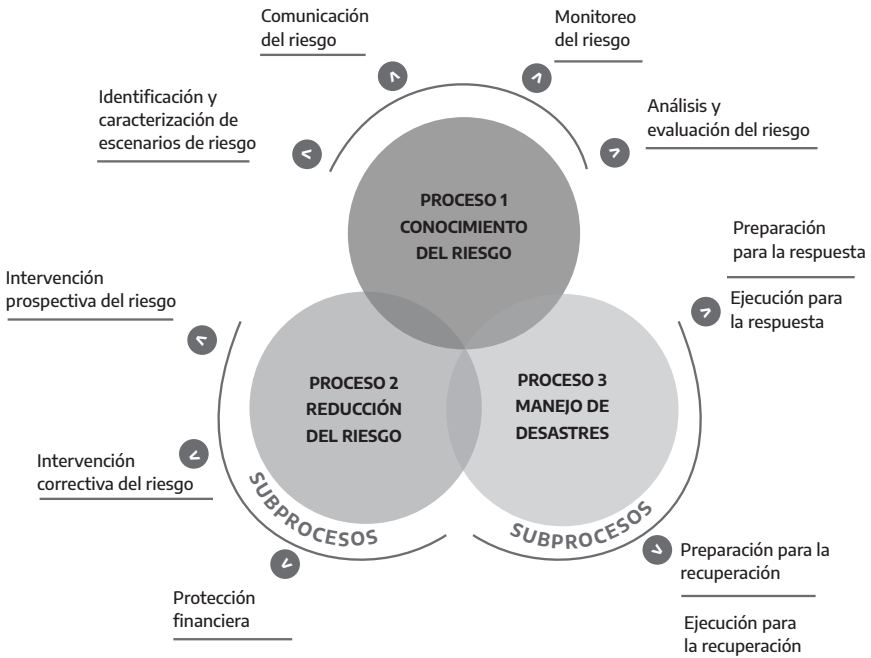 Comunicación
del riesgo
Monitoreo
del riesgo
Identificación y
caracterización de
escenarios de riesgo
Análisis y
evaluación del riesgo
PROCESO 1
CONOCIMIENTO
DEL RIESGO
Preparación
para la respuesta
Ejecución para
la respuesta
Intervención
prospectiva del riesgo
PROCESO 2
REDUCCIÓN
DEL RIESGO
PROCESO 3
MANEJO DE
DESASTRES
Intervención
correctiva del riesgo
SUBPROCESOS
SUBPROCESOS
Protección
financiera
Preparación para la
recuperación
Ejecución para
la recuperación